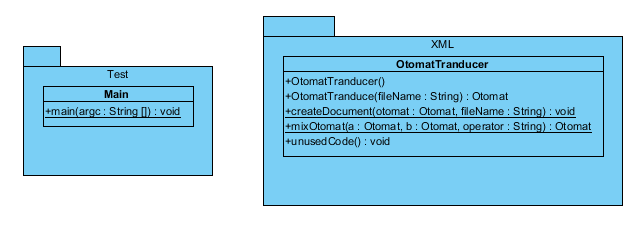 Test
Main
+main(argc : String []) : void
XML
OtomatTranducer
+OtomatTranducer()
+OtomatTranduce(fileName : String) : Otomat
+createDocument(otomat : Otomat, fileName : String) : void
+mixOtomat(a : Otomat, b : Otomat, operator : String) : Otomat
+unusedCode() : void